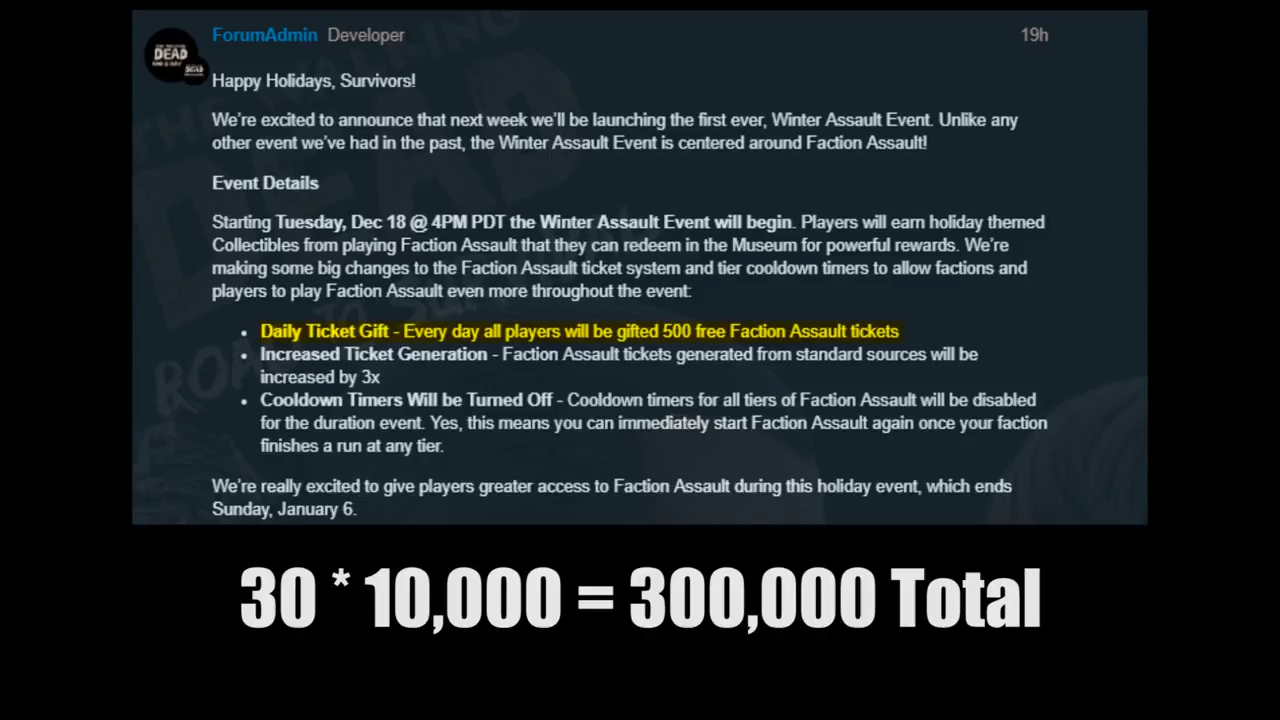 ForumAdmin Developer 19h
Happy Holidays, Survivors!
We're excited to announce that next week we'll be launching the first ever, Winter Assault Event. Unlike any
other event we've had in the past, the Winter Assault Event is centered around Faction Assault!
Event Details
Starting Tuesday, Dec 18 @ 4PM PDT the Winter Assault Event will begin. Players will earn holiday themed
Collectibles from playing Faction Assault that they can redeem in the Museum for powerful rewards. We're
making some big changes to the Faction Assault ticket system and tier cooldown timers to allow factions and
players to play Faction Assault even more throughout the event:
• Daily Ticket Gift - Every day all players will be gifted 500 free Faction Assault tickets
• Increased Ticket Generation - Faction Assault tickets generated from standard sources will be
increased by 3x
• Cooldown Timers Will be Turned Off - Cooldown timers for all tiers of Faction Assault will be disabled
for the duration event. Yes, this means you can immediately start Faction Assault again once your faction
finishes a run at any tier.
We're really excited to give players greater access to Faction Assault during this holiday event, which ends
Sunday, January 6.
30 * 10,000 = 300,000 Total